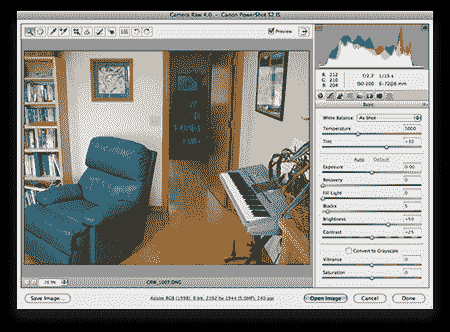 Camera Raw 4.0 - Canon PowerShot S2 IS
Preview
R: 212
G: 210
B: 204
f/2.7 1/15 s
ISO 200 6-72@6 mm
Basic
White Balance: As Shot
Temperature 5000
Tint +10
Auto Default
Exposure 0.00
Recovery 0
Fill Light 0
Blacks 5
Brightness +50
Contrast +25
Convert to Grayscale
Vibrance 0
Saturation 0
CRW_1007.DNG
Save Image...
Adobe RGB (1998); 8 bit; 2592 by 1944 (5.0MP); 240 ppi
Open Image
Cancel
Done